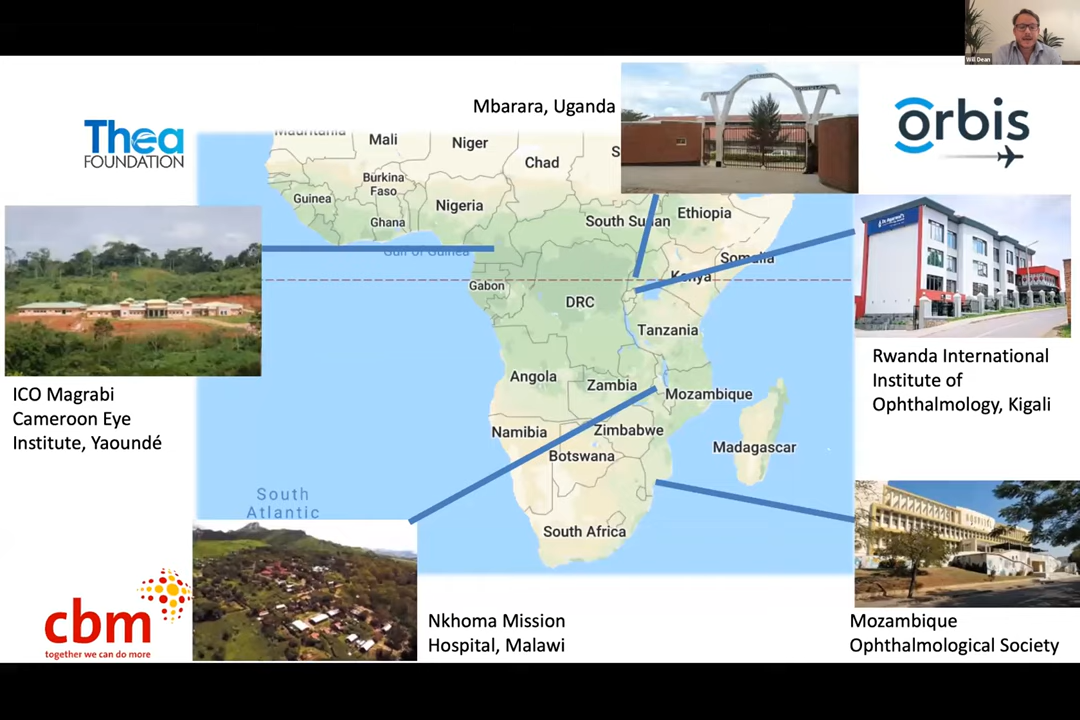 Will Dean
Mbarara, Uganda
Thea
FOUNDATION
orbis
Mauritania
Mali
Niger
Chad
S
Burkina
Faso
Guinea
Ghana
Nigeria
South Sudan
Ethiopia
Gulf of Guinea
Somalia
Gabon
Kenya
DRC
Tanzania
Angola
Zambia
Mozambique
Namibia
Zimbabwe
Botswana
Madagascar
South Africa
South
Atlantic
ICO Magrabi
Cameroon Eye
Institute, Yaoundé
Rwanda International
Institute of
Ophthalmology, Kigali
cbm
together we can do more
Nkhoma Mission
Hospital, Malawi
Mozambique
Ophthalmological Society